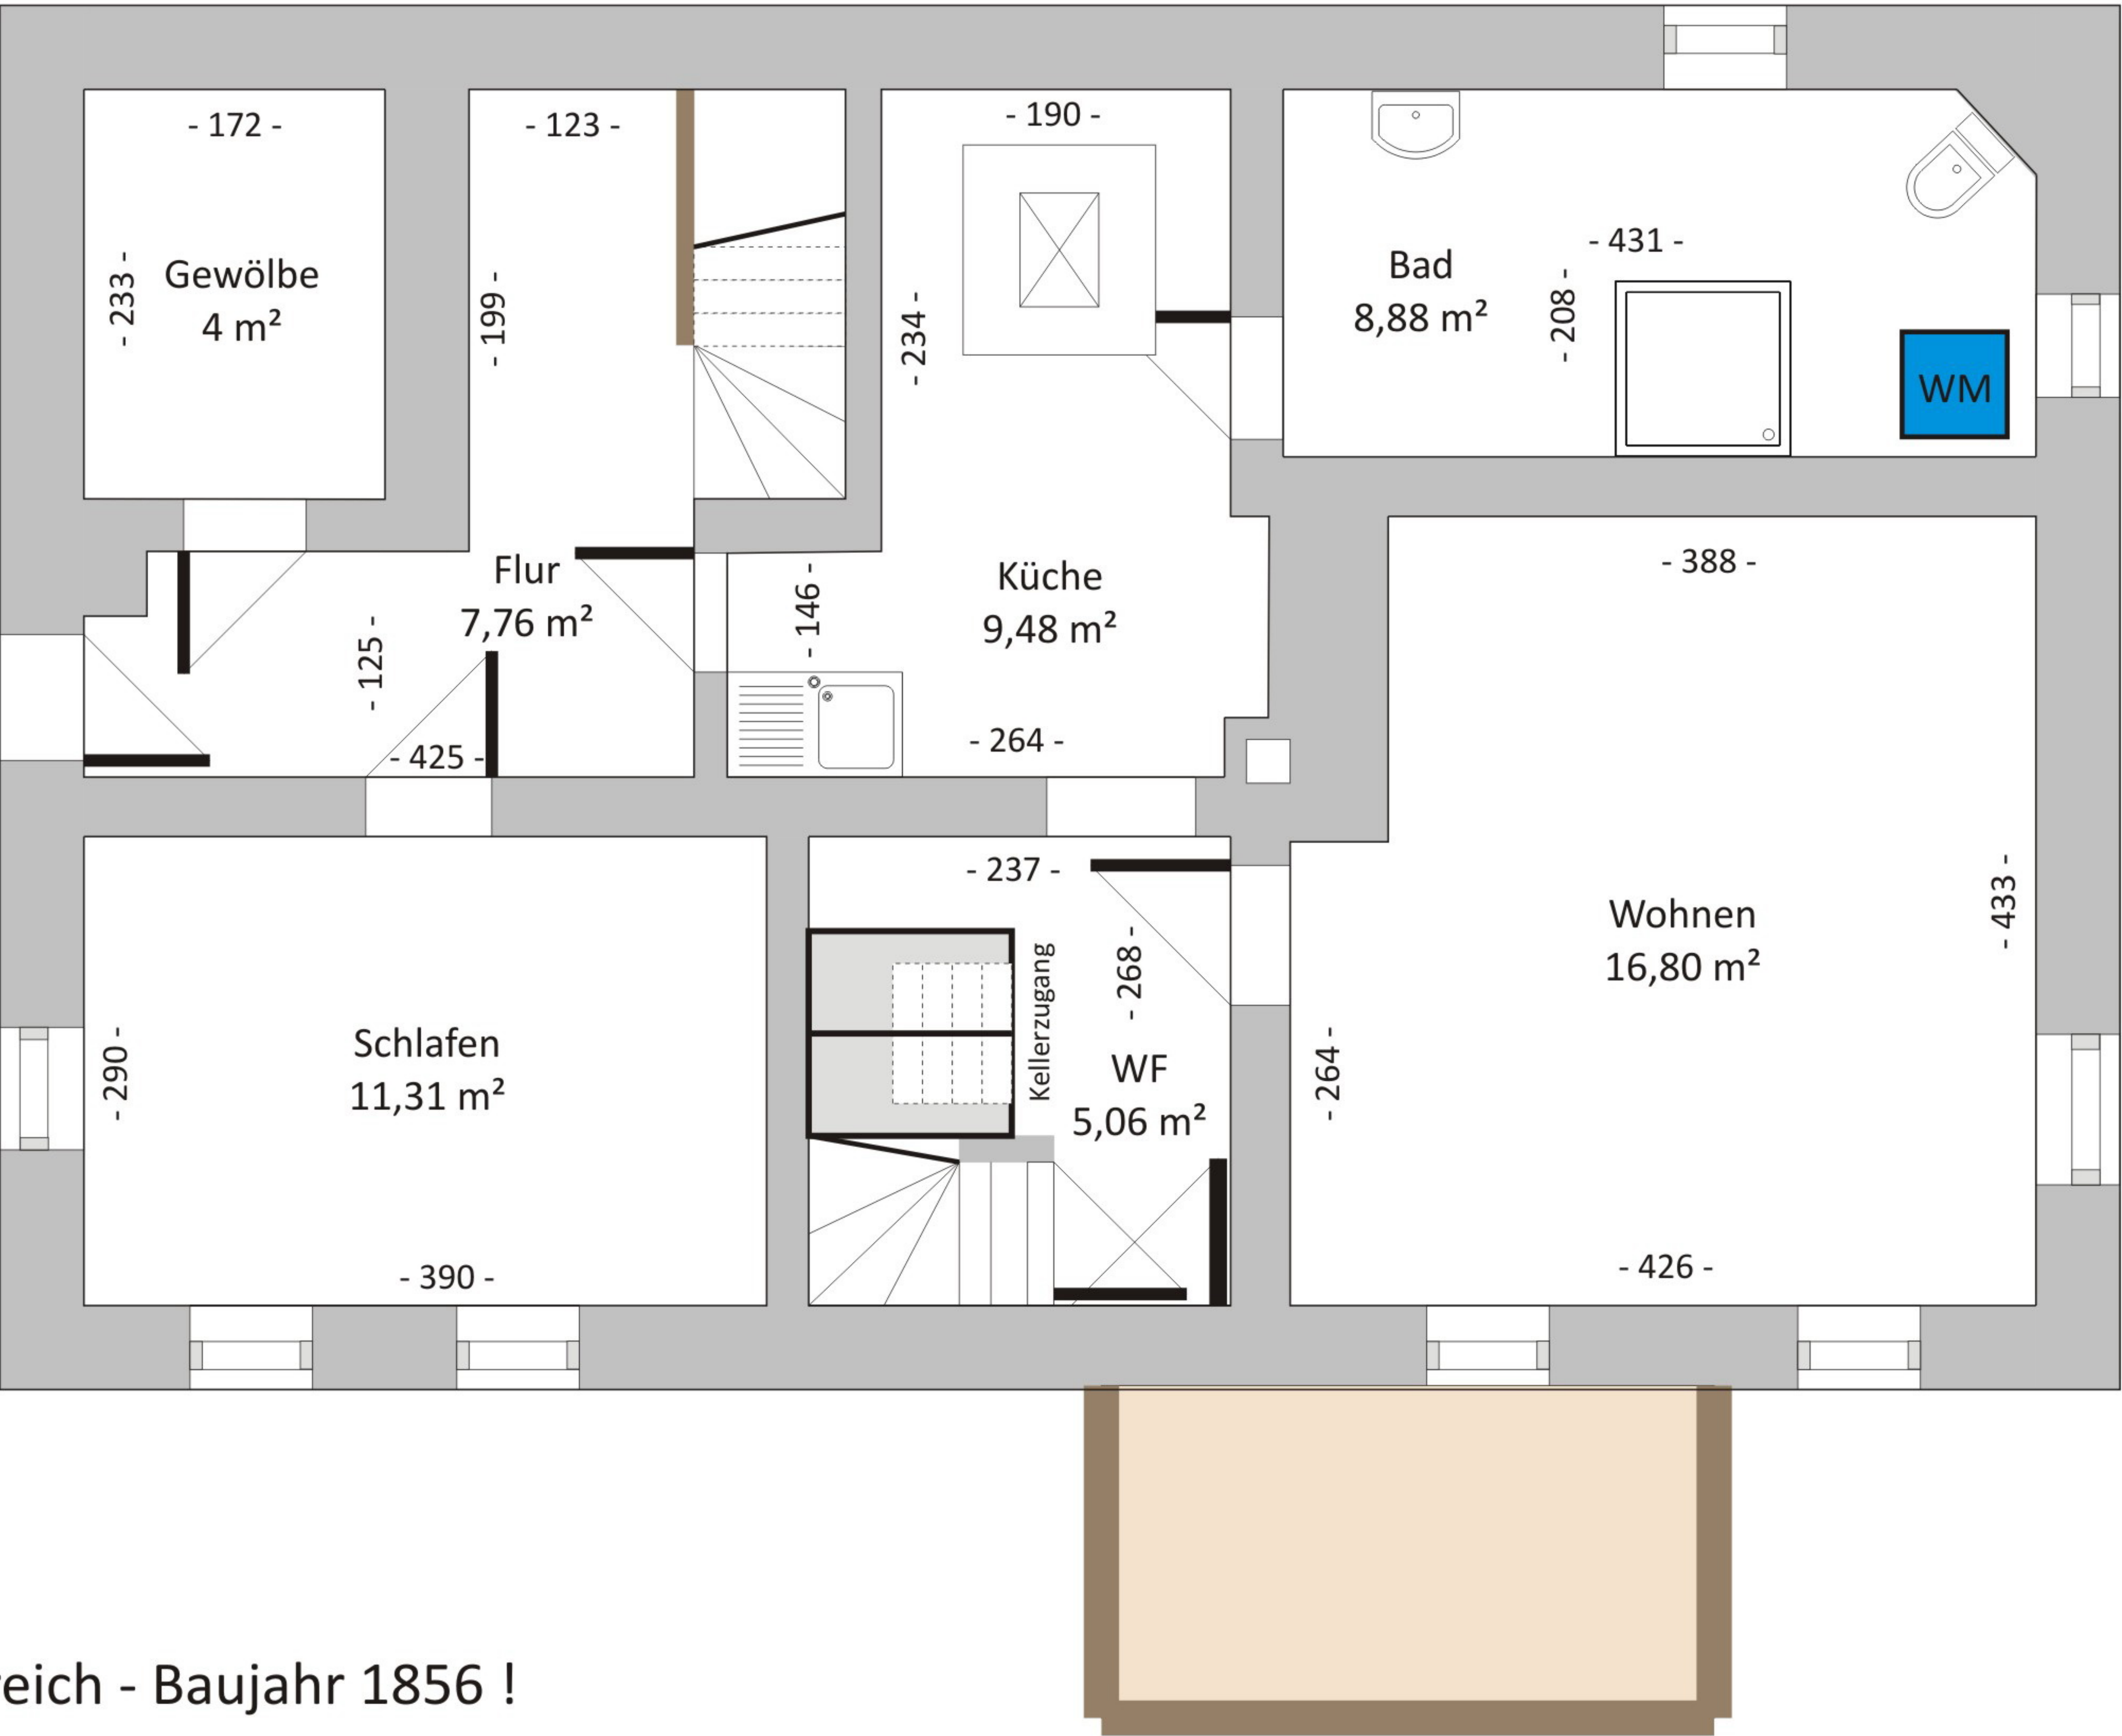 - 172 -
- 233 -
Gewölbe
4 m²
- 123 -
- 199 -
Flur
7,76 m²
- 125 -
- 425 -
- 190 -
- 234 -
- 146 -
Küche
9,48 m²
- 264 -
Bad
8,88 m²
- 431 -
- 208 -
WM
- 388 -
Wohnen
16,80 m²
- 433 -
- 264 -
- 426 -
Schlafen
11,31 m²
- 290 -
- 390 -
- 237 -
Kellerzugang
- 268 -
WF
5,06 m²
eich - Baujahr 1856 !